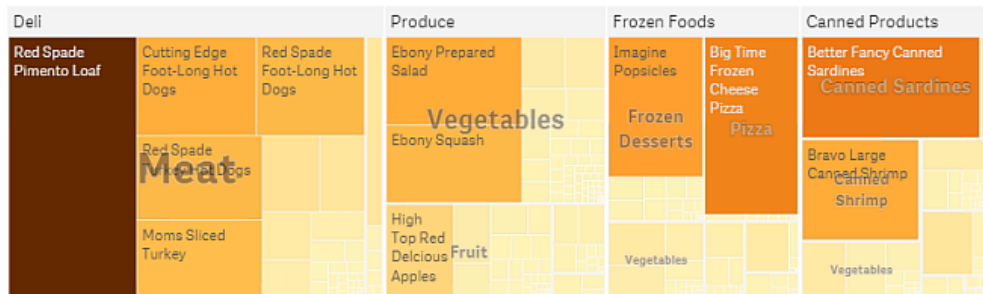 Deli
Produce
Frozen Foods
Canned Products
Red Spade
Pimento Loaf
Cutting Edge
Foot-Long Hot
Dogs
Red Spade
Foot-Long Hot
Dogs
Red Spade
Turkey Hot Dogs
Meat
Moms Sliced
Turkey
Ebony Prepared
Salad
Vegetables
Ebony Squash
High
Top Red
Delcious
Apples
Fruit
Imagine
Popsicles
Frozen
Desserts
Big Time
Frozen
Cheese
Pizza
Pizza
Vegetables
Better Fancy Canned
Sardines
Canned Sardines
Bravo Large
Canned Shrimp
Canned
Shrimp
Vegetables